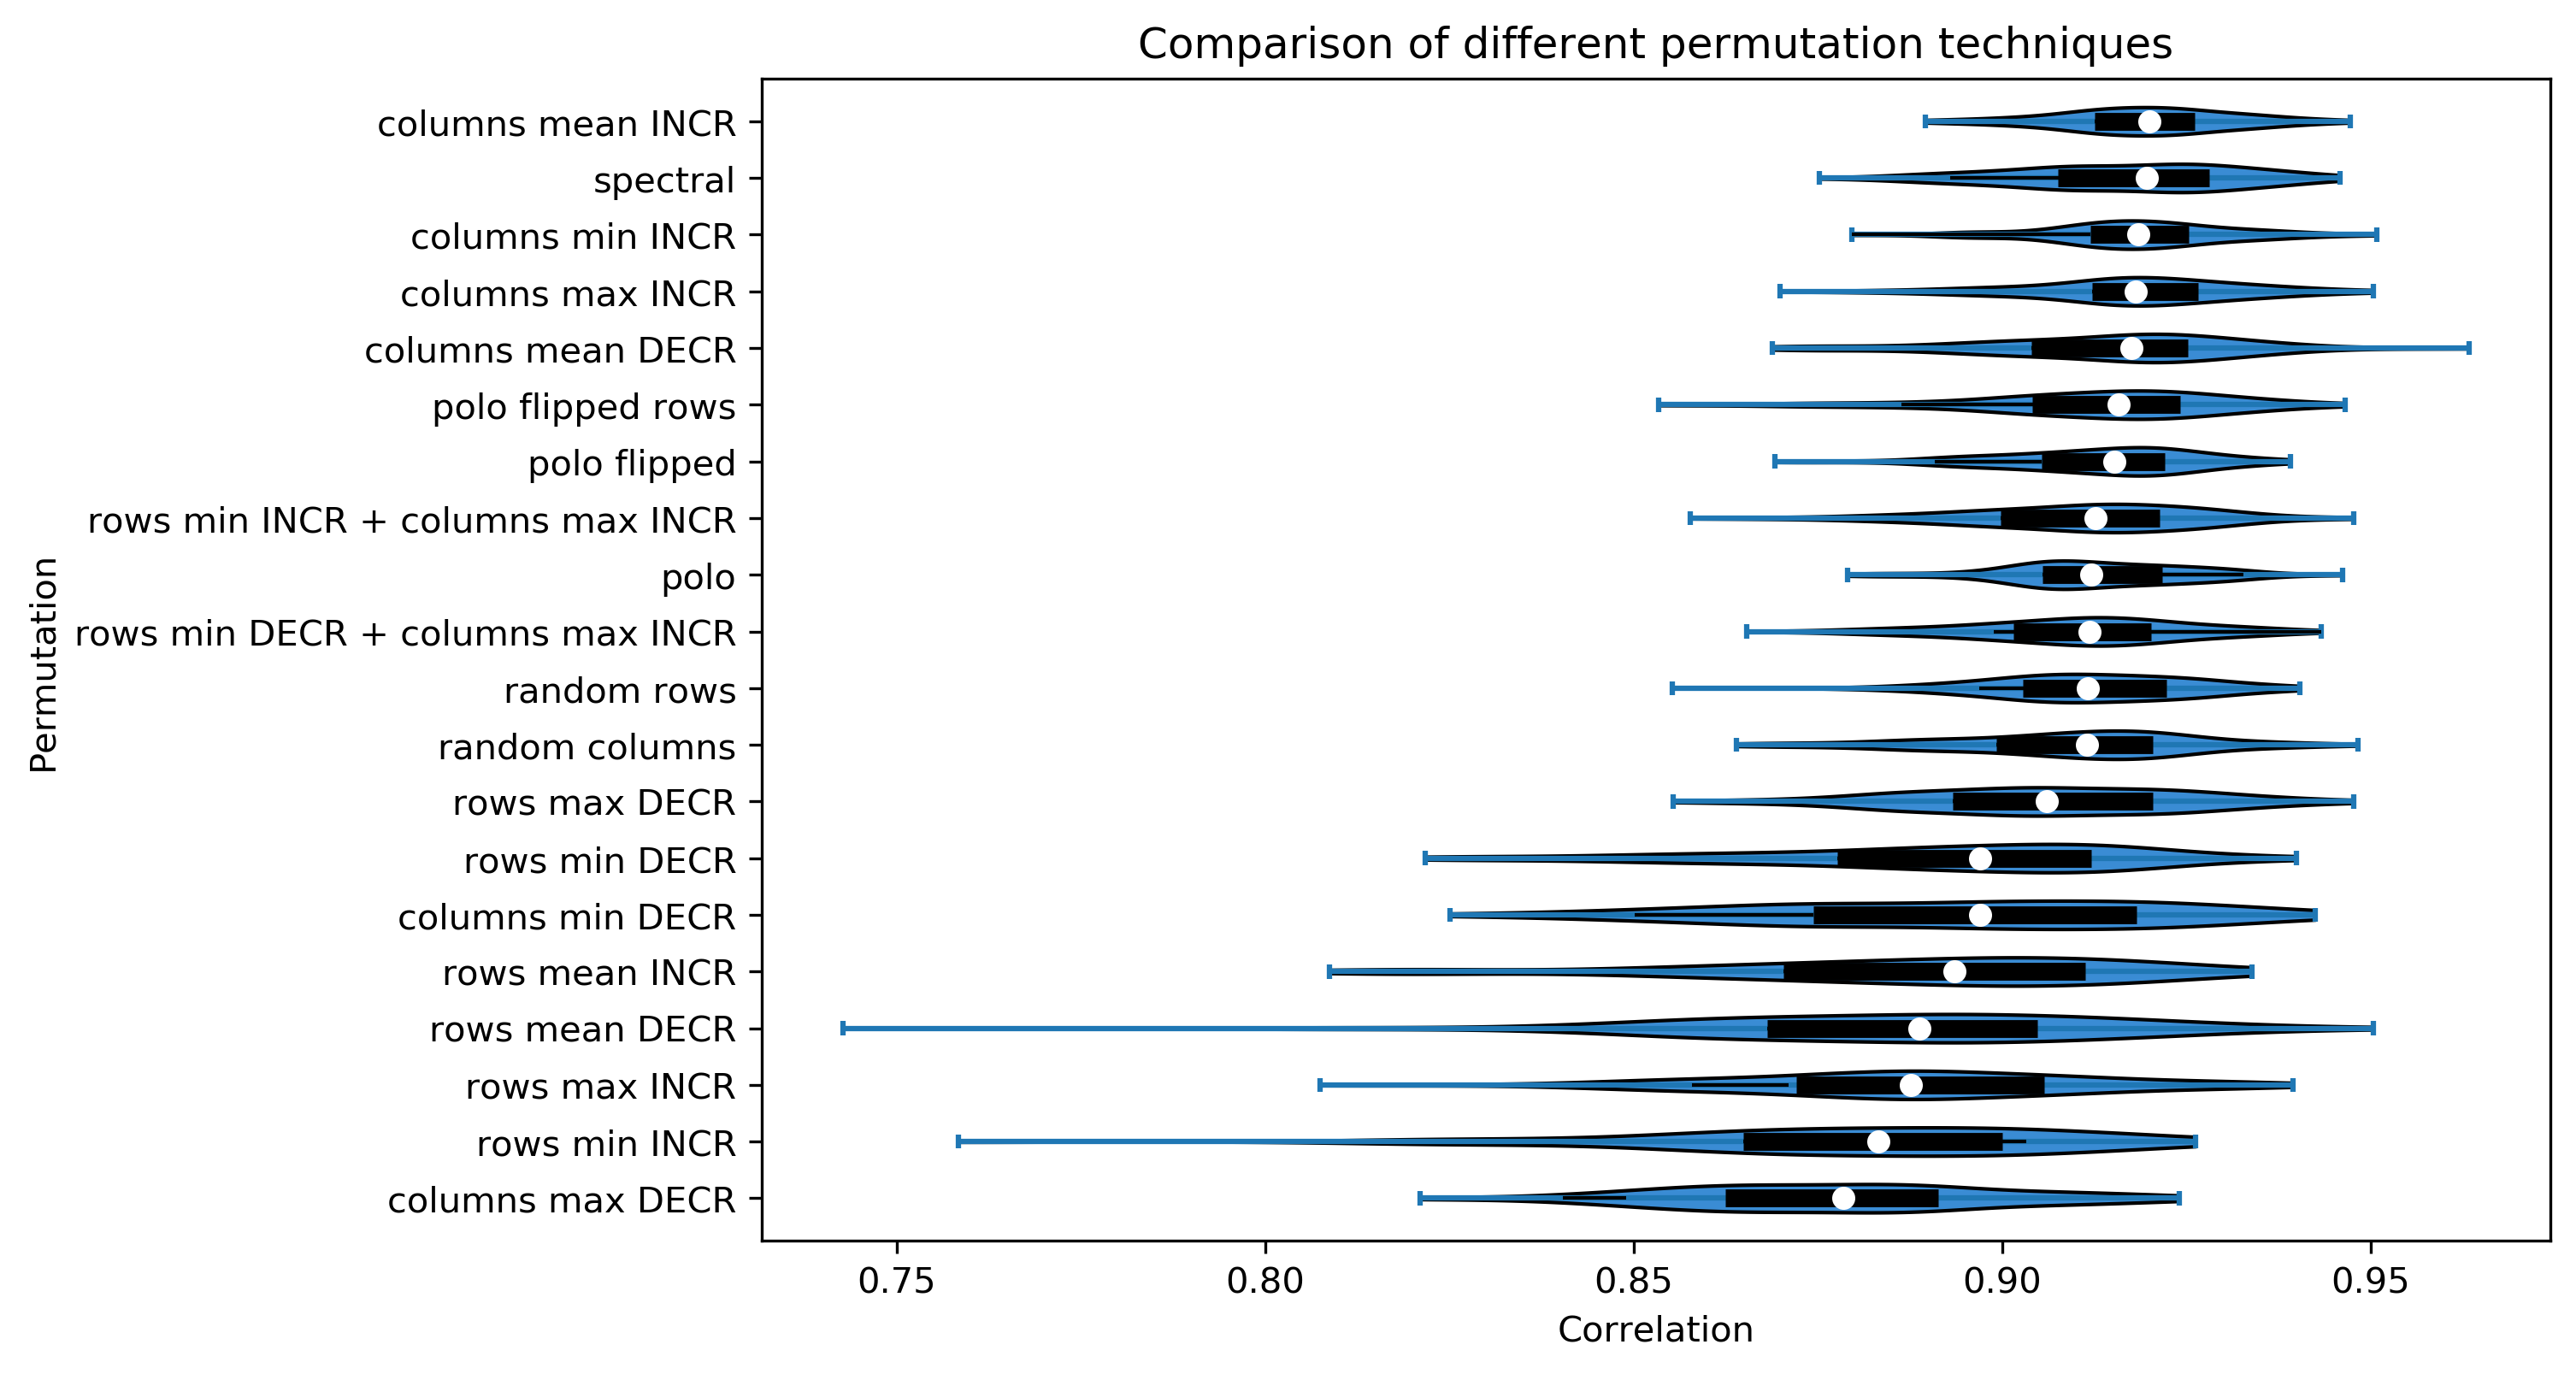 Comparison of different permutation techniques
columns mean INCR
spectral
columns min INCR
columns max INCR
columns mean DECR
polo flipped rows
polo flipped
rows min INCR + columns max INCR
polo
rows min DECR + columns max INCR
random rows
random columns
rows max DECR
rows min DECR
columns min DECR
rows mean INCR
rows mean DECR
rows max INCR
rows min INCR
columns max DECR
Permutation
0.75 0.80 0.85 0.90 0.95
Correlation